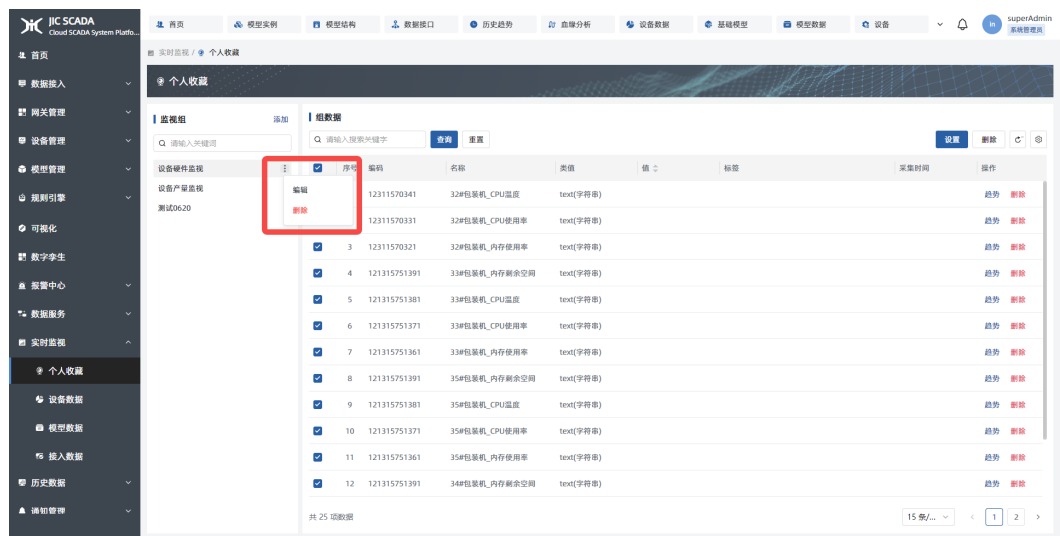 JIC SCADA
Cloud SCADA System Platfo...
首页
模型实例
模型结构
数据接口
历史趋势
血缘分析
设备数据
基础模型
模型数据
设备
in
superAdmin
系统管理员
首页
数据接入
网关管理
设备管理
模型管理
规则引擎
可视化
数字孪生
报警中心
数据服务
实时监视
个人收藏
设备数据
模型数据
接入数据
历史数据
通知管理
实时监视 / 个人收藏
个人收藏
监视组 添加
请输入关键词
设备硬件监视
设备产量监视
测试0620
编辑
删除
组数据
请输入搜索关键字 查询 重置 设置 删除
序号 编码 名称 类值 值 标签 采集时间 操作
12311570341 32#包装机_CPU温度 text(字符串) 趋势 删除
12311570331 32#包装机_CPU使用率 text(字符串) 趋势 删除
3 12311570321 32#包装机_内存使用率 text(字符串) 趋势 删除
4 121315751391 33#包装机_内存剩余空间 text(字符串) 趋势 删除
5 121315751381 33#包装机_CPU温度 text(字符串) 趋势 删除
6 121315751371 33#包装机_CPU使用率 text(字符串) 趋势 删除
7 121315751361 33#包装机_内存使用率 text(字符串) 趋势 删除
8 121315751391 35#包装机_内存剩余空间 text(字符串) 趋势 删除
9 121315751381 35#包装机_CPU温度 text(字符串) 趋势 删除
10 121315751371 35#包装机_CPU使用率 text(字符串) 趋势 删除
11 121315751361 35#包装机_内存使用率 text(字符串) 趋势 删除
12 121315751391 34#包装机_内存剩余空间 text(字符串) 趋势 删除
共 25 项数据
15 条/...
1 2